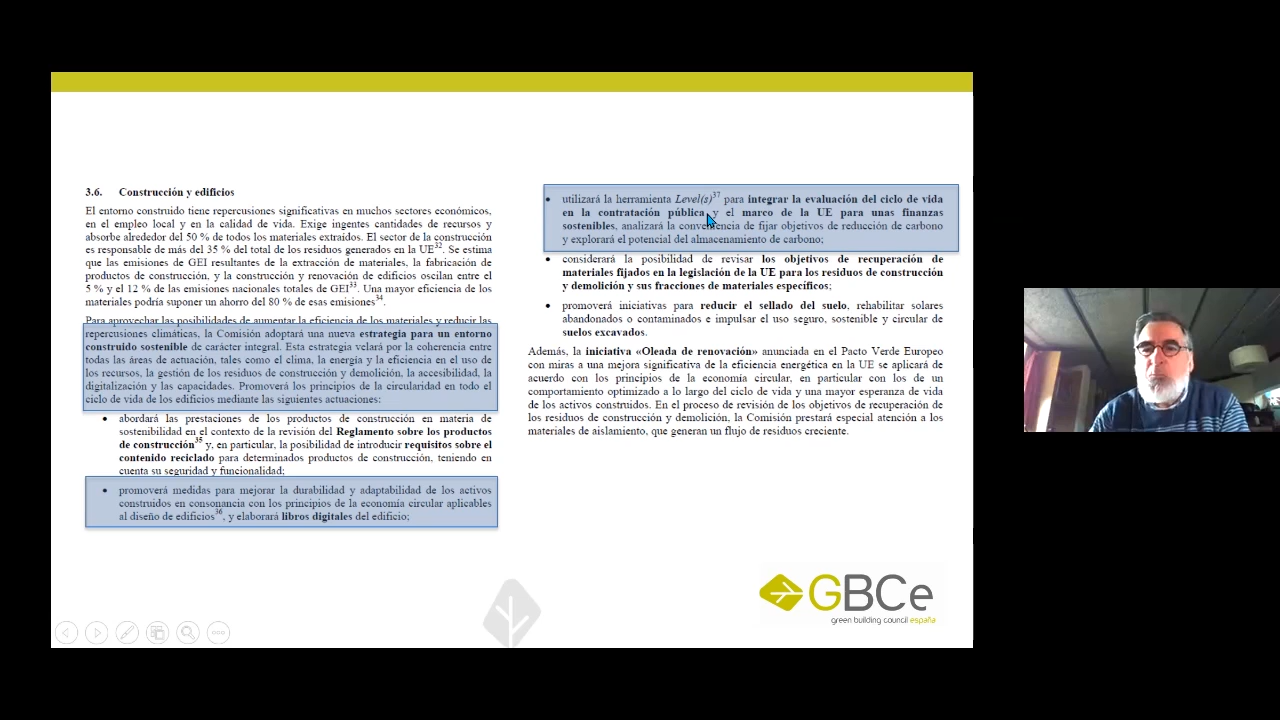 3.6. Construcción y edificios
El entorno construido tiene repercusiones significativas en muchos sectores económicos,
en el empleo local y en la calidad de vida. Exige ingentes cantidades de recursos y
absorbe alrededor del 50 % de todos los materiales extraídos. El sector de la construcción
es responsable de más del 35 % del total de los residuos generados en la UE32. Se estima
que las emisiones de GEI resultantes de la extracción de materiales, la fabricación de
productos de construcción, y la construcción y renovación de edificios oscilan entre el
5 % y el 12 % de las emisiones nacionales totales de GEI33. Una mayor eficiencia de los
materiales podría suponer un ahorro del 80 % de esas emisiones34.
Para aprovechar las posibilidades de aumentar la eficiencia de los materiales y reducir las
repercusiones climáticas, la Comisión adoptará una nueva estrategia para un entorno
construido sostenible de carácter integral. Esta estrategia velará por la coherencia entre
todas las áreas de actuación, tales como el clima, la energía y la eficiencia en el uso de
los recursos, la gestión de los residuos de construcción y demolición, la accesibilidad, la
digitalización y las capacidades. Promoverá los principios de la circularidad en todo el
ciclo de vida de los edificios mediante las siguientes actuaciones:
• abordará las prestaciones de los productos de construcción en materia de
sostenibilidad en el contexto de la revisión del Reglamento sobre los productos
de construcción35 y, en particular, la posibilidad de introducir requisitos sobre el
contenido reciclado para determinados productos de construcción, teniendo en
cuenta su seguridad y funcionalidad;
• promoverá medidas para mejorar la durabilidad y adaptabilidad de los activos
construidos en consonancia con los principios de la economía circular aplicables
al diseño de edificios36, y elaborará libros digitales del edificio;
• utilizará la herramienta Level(s)37 para integrar la evaluación del ciclo de vida
en la contratación pública y el marco de la UE para unas finanzas
sostenibles, analizará la conveniencia de fijar objetivos de reducción de carbono
y explorará el potencial del almacenamiento de carbono;
• considerará la posibilidad de revisar los objetivos de recuperación de
materiales fijados en la legislación de la UE para los residuos de construcción
y demolición y sus fracciones de materiales específicos;
• promoverá iniciativas para reducir el sellado del suelo, rehabilitar solares
abandonados o contaminados e impulsar el uso seguro, sostenible y circular de
suelos excavados.
Además, la iniciativa «Oleada de renovación» anunciada en el Pacto Verde Europeo
con miras a una mejora significativa de la eficiencia energética en la UE se aplicará de
acuerdo con los principios de la economía circular, en particular con los de un
comportamiento optimizado a lo largo del ciclo de vida y una mayor esperanza de vida
de los activos construidos. En el proceso de revisión de los objetivos de recuperación de
los residuos de construcción y demolición, la Comisión prestará especial atención a los
materiales de aislamiento, que generan un flujo de residuos creciente.
GBCe
green building council españa